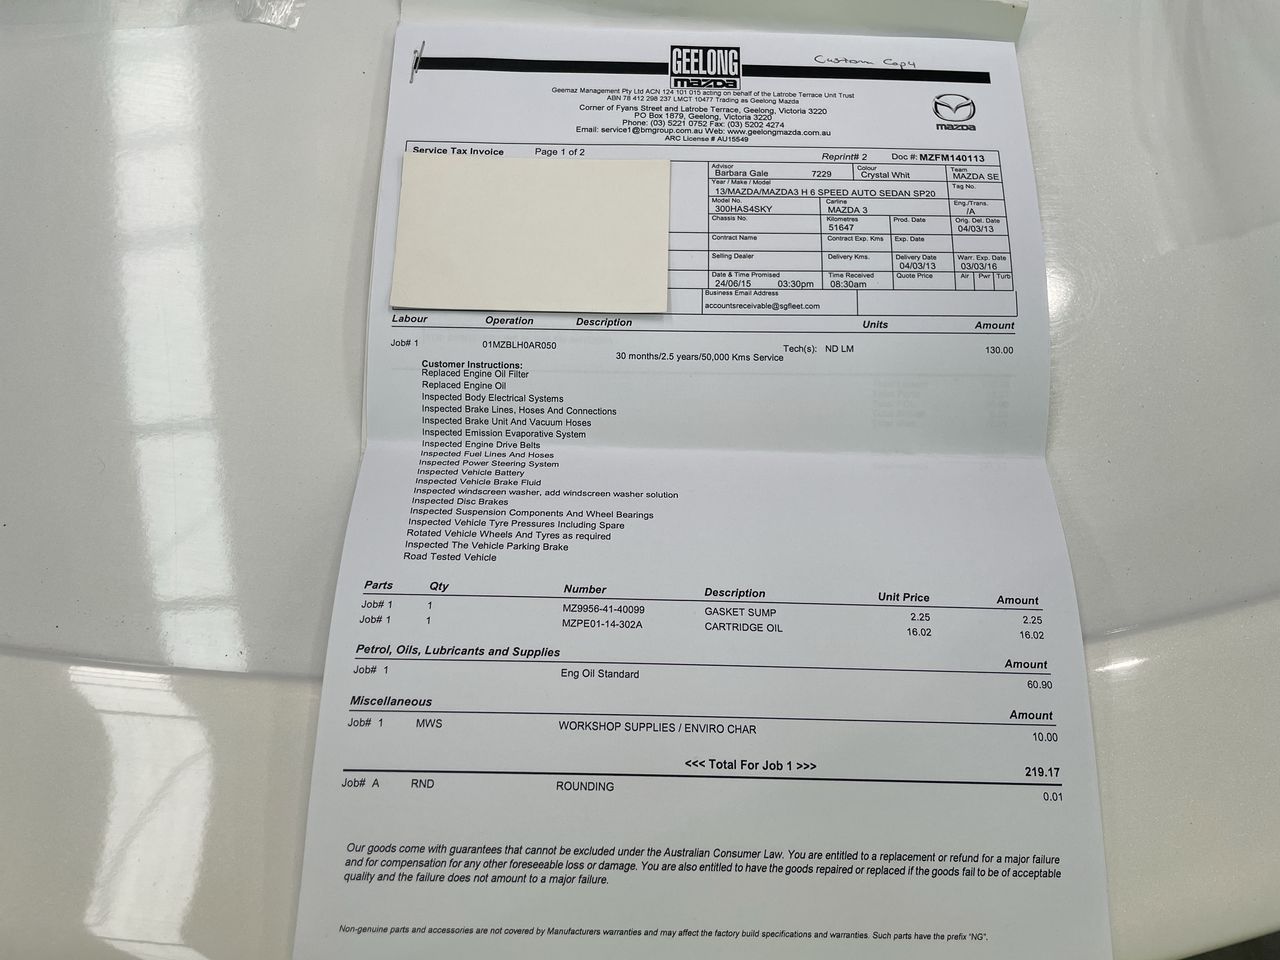 Custom Copy
GEELONG
mazda
Geemaz Management Pty Ltd ACN 124 101 015 acting on behalf of the Latrobe Terrace Unit Trust
ABN 78 412 298 237 LMCT 10477 Trading as Geelong Mazda
Corner of Fyans Street and Latrobe Terrace, Geelong, Victoria 3220
PO Box 1879, Geelong, Victoria 3220
Phone: (03) 5221 0752 Fax: (03) 5202 4274
Email: service1@bmgroup.com.au Web: www.geelongmazda.com.au
ARC License # AU15549
mazda
Service Tax Invoice Page 1 of 2 Reprint# 2 Doc #: MZFM140113
Advisor Colour Team
Barbara Gale 7229 Crystal Whit MAZDA SE
Year / Make / Model Tag No.
13/MAZDA/MAZDA3 H 6 SPEED AUTO SEDAN SP20
Model No. Carline Eng./Trans.
300HAS4SKY MAZDA 3 /A
Chassis No. Kilometres Prod. Date Orig. Del. Date
51647 04/03/13
Contract Name Contract Exp. Kms Exp. Date
Selling Dealer Delivery Kms. Delivery Date Warr. Exp. Date
04/03/13 03/03/16
Date & Time Promised Time Received Quote Price Air Pwr Turb
24/06/15 03:30pm 08:30am
Business Email Address
accountsreceivable@sgfleet.com
Labour Operation Description Units Amount
Job# 1 01MZBLH0AR050 Tech(s): ND LM 130.00
30 months/2.5 years/50,000 Kms Service
Customer Instructions:
Replaced Engine Oil Filter
Replaced Engine Oil
Inspected Body Electrical Systems
Inspected Brake Lines, Hoses And Connections
Inspected Brake Unit And Vacuum Hoses
Inspected Emission Evaporative System
Inspected Engine Drive Belts
Inspected Fuel Lines And Hoses
Inspected Power Steering System
Inspected Vehicle Battery
Inspected Vehicle Brake Fluid
Inspected windscreen washer, add windscreen washer solution
Inspected Disc Brakes
Inspected Suspension Components And Wheel Bearings
Inspected Vehicle Tyre Pressures Including Spare
Rotated Vehicle Wheels And Tyres as required
Inspected The Vehicle Parking Brake
Road Tested Vehicle
Parts Qty Number Description Unit Price Amount
Job# 1 1 MZ9956-41-40099 GASKET SUMP 2.25 2.25
Job# 1 1 MZPE01-14-302A CARTRIDGE OIL 16.02 16.02
Petrol, Oils, Lubricants and Supplies Amount
Job# 1 Eng Oil Standard 60.90
Miscellaneous Amount
Job# 1 MWS WORKSHOP SUPPLIES / ENVIRO CHAR 10.00
<<< Total For Job 1 >>> 219.17
Job# A RND ROUNDING 0.01
Our goods come with guarantees that cannot be excluded under the Australian Consumer Law. You are entitled to a replacement or refund for a major failure
and for compensation for any other foreseeable loss or damage. You are also entitled to have the goods repaired or replaced if the goods fail to be of acceptable
quality and the failure does not amount to a major failure.
Non-genuine parts and accessories are not covered by Manufacturers warranties and may affect the factory build specifications and warranties. Such parts have the prefix "NG".